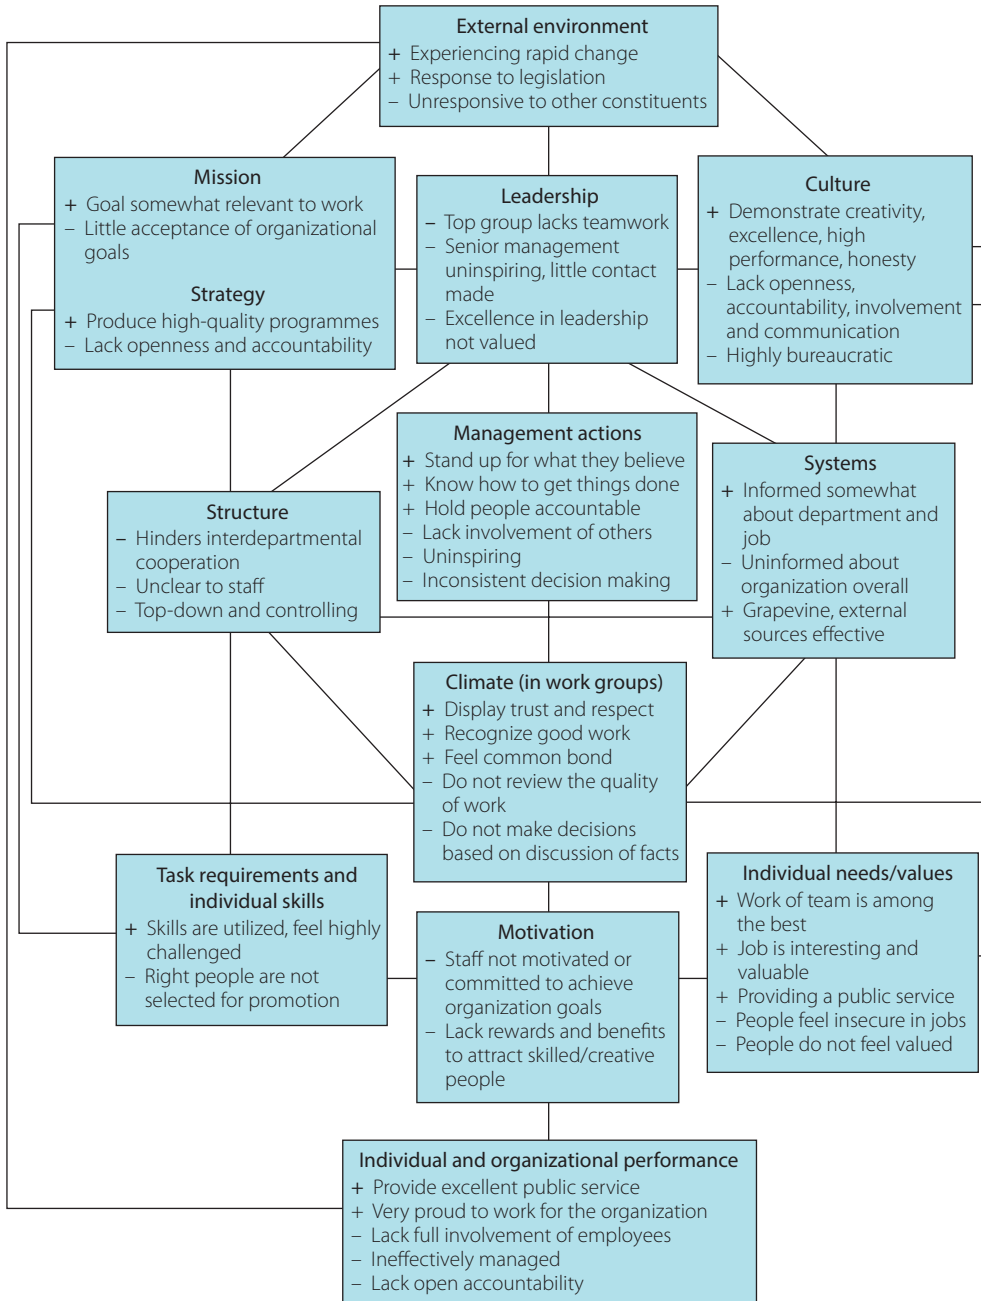 External environment
+ Experiencing rapid change
+ Response to legislation
– Unresponsive to other constituents
Mission
+ Goal somewhat relevant to work
– Little acceptance of organizational
goals
Strategy
+ Produce high-quality programmes
– Lack openness and accountability
Leadership
– Top group lacks teamwork
– Senior management
uninspiring, little contact
made
– Excellence in leadership
not valued
Culture
+ Demonstrate creativity,
excellence, high
performance, honesty
– Lack openness,
accountability, involvement
and communication
– Highly bureaucratic
Structure
– Hinders interdepartmental
cooperation
– Unclear to staff
– Top-down and controlling
Management actions
+ Stand up for what they believe
+ Know how to get things done
+ Hold people accountable
– Lack involvement of others
– Uninspiring
– Inconsistent decision making
Systems
+ Informed somewhat
about department and
job
– Uninformed about
organization overall
+ Grapevine, external
sources effective
Climate (in work groups)
+ Display trust and respect
+ Recognize good work
+ Feel common bond
– Do not review the quality
of work
– Do not make decisions
based on discussion of facts
Task requirements and
individual skills
+ Skills are utilized, feel highly
challenged
– Right people are not
selected for promotion
Motivation
– Staff not motivated or
committed to achieve
organization goals
– Lack rewards and benefits
to attract skilled/creative
people
Individual needs/values
+ Work of team is among
the best
+ Job is interesting and
valuable
+ Providing a public service
– People feel insecure in jobs
– People do not feel valued
Individual and organizational performance
+ Provide excellent public service
+ Very proud to work for the organization
– Lack full involvement of employees
– Ineffectively managed
– Lack open accountability